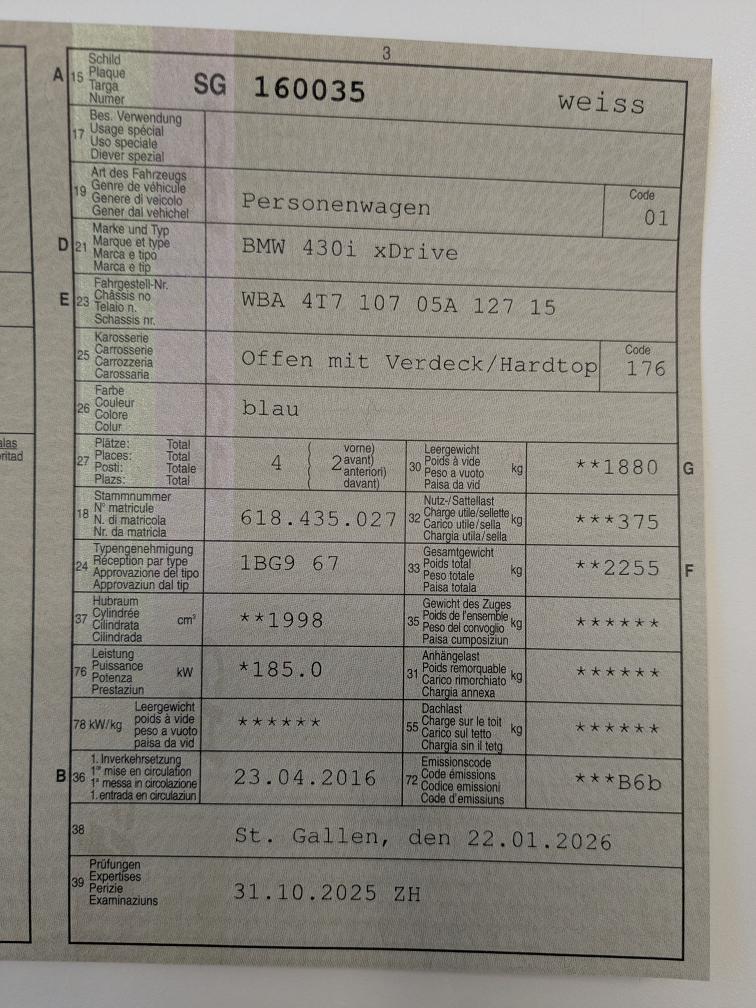 3
A 15 Schild
Plaque
Targa
Numer
SG 160035 weiss
17 Bes. Verwendung
Usage spécial
Uso speciale
Diever spezial
19 Art des Fahrzeugs
Genre de véhicule
Genere di veicolo
Gener dal vehichel
Personenwagen
Code
01
D 21 Marke und Typ
Marque et type
Marca e tipo
Marca e tip
BMW 430i xDrive
E 23 Fahrgestell-Nr.
Châssis no
Telaio n.
Schassis nr.
WBA 4T7 107 05A 127 15
25 Karosserie
Carrosserie
Carrozzeria
Carossaria
Offen mit Verdeck/Hardtop
Code
176
26 Farbe
Couleur
Colore
Colur
blau
27 Plätze: Total
Places: Total
Posti: Totale
Plazs: Total
4 ( 2 vorne)
avant)
anteriori)
davant)
30 Leergewicht
Poids à vide
Peso a vuoto
Paisa da vid
kg
**1880 G
18 Stammnummer
N° matricule
N. di matricola
Nr. da matricla
618.435.027
32 Nutz-/Sattellast
Charge utile/sellette
Carico utile/sella
Chargia utila/sella
kg
***375
24 Typengenehmigung
Réception par type
Approvazione del tipo
Approvaziun dal tip
1BG9 67
33 Gesamtgewicht
Poids total
Peso totale
Paisa totala
kg
**2255 F
37 Hubraum
Cylindrée
Cilindrata
Cilindrada
cm³
**1998
35 Gewicht des Zuges
Poids de l'ensemble
Peso del convoglio
Paisa cumposiziun
kg
******
76 Leistung
Puissance
Potenza
Prestaziun
kW
*185.0
31 Anhängelast
Poids remorquable
Carico rimorchiato
Chargia annexa
kg
******
78 kW/kg Leergewicht
poids à vide
peso a vuoto
paisa da vid
******
55 Dachlast
Charge sur le toit
Carico sul tetto
Chargia sin il tetg
kg
******
B 36 1. Inverkehrsetzung
1re mise en circulation
1a messa in circolazione
1. entrada en circulaziun
23.04.2016
72 Emissionscode
Code émissions
Codice emissioni
Code d'emissiuns
***B6b
38
St. Gallen, den 22.01.2026
39 Prüfungen
Expertises
Perizie
Examinaziuns
31.10.2025 ZH